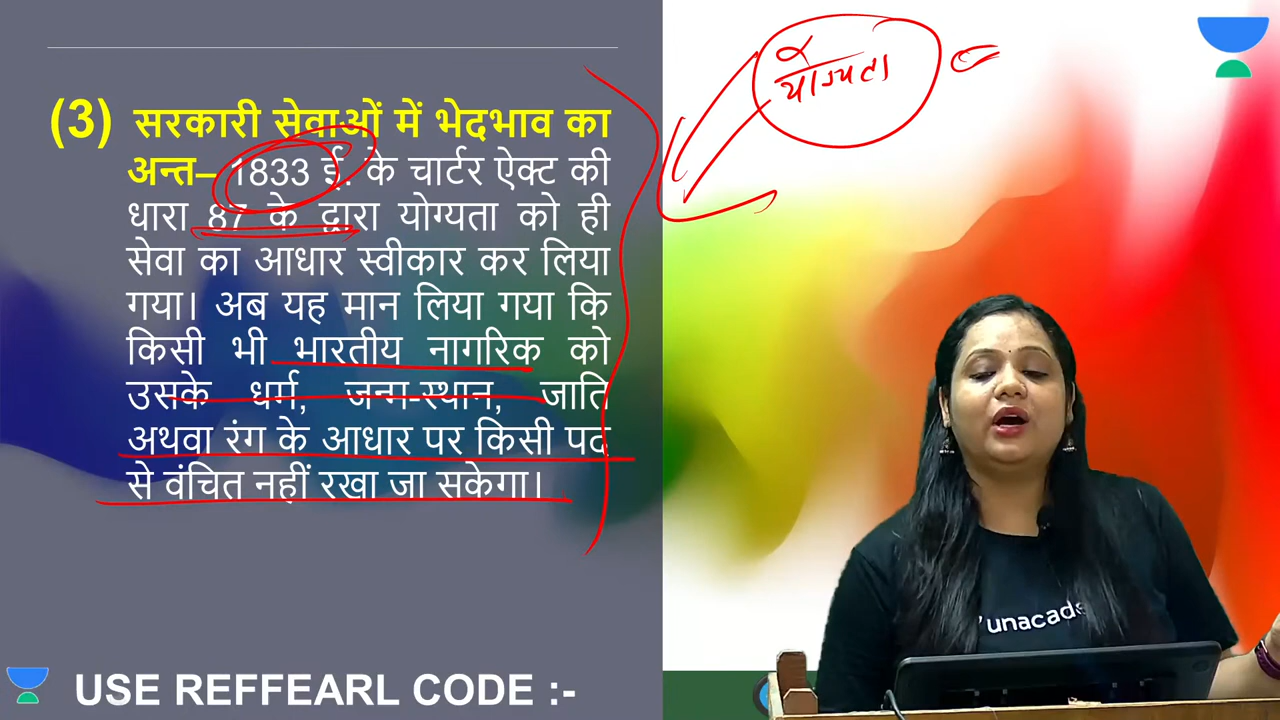 (3) सरकारी सेवाओं में भेदभाव का
अन्त– 1833 ई. के चार्टर ऐक्ट की
धारा 87 के द्वारा योग्यता को ही
सेवा का आधार स्वीकार कर लिया
गया। अब यह मान लिया गया कि
किसी भी भारतीय नागरिक को
उसके धर्म, जन्म-स्थान, जाति
अथवा रंग के आधार पर किसी पद
से वंचित नहीं रखा जा सकेगा।
USE REFFEARL CODE :-
योग्यता
unacade